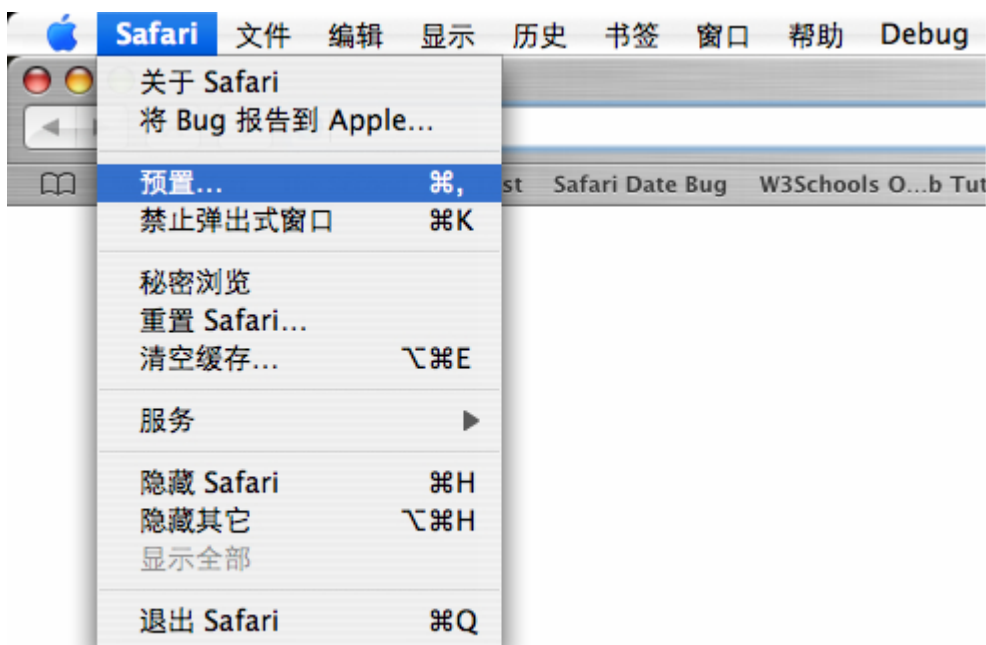 Safari 文件 编辑 显示 历史 书签 窗口 帮助 Debug
关于 Safari
将 Bug 报告到 Apple...
预置... ⌘,
st Safari Date Bug W3Schools O...b Tut
禁止弹出式窗口 ⌘K
秘密浏览
重置 Safari...
清空缓存... ⌥⌘E
服务 ▶
隐藏 Safari ⌘H
隐藏其它 ⌥⌘H
显示全部
退出 Safari ⌘Q